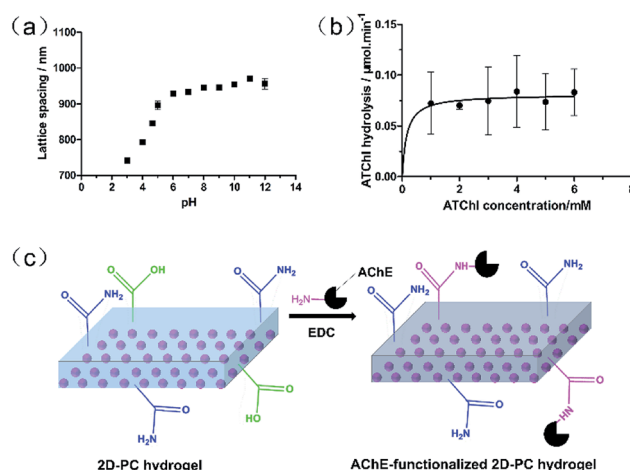 (a)
1100
1000
900
800
700
Lattice spacing / nm
0 2 4 6 8 10 12 14
pH
(b)
0.15
0.10
0.05
0.00
ATChI hydrolysis / μmol.min⁻¹
0 2 4 6 8
ATChI concentration/mM
(c)
O
OH
O
NH₂
O
NH₂
O
H₂N
O
HO
2D-PC hydrogel
AChE
H₂N
EDC
O
NH
O
NH₂
O
NH₂
O
H₂N
O
HN
AChE-functionalized 2D-PC hydrogel